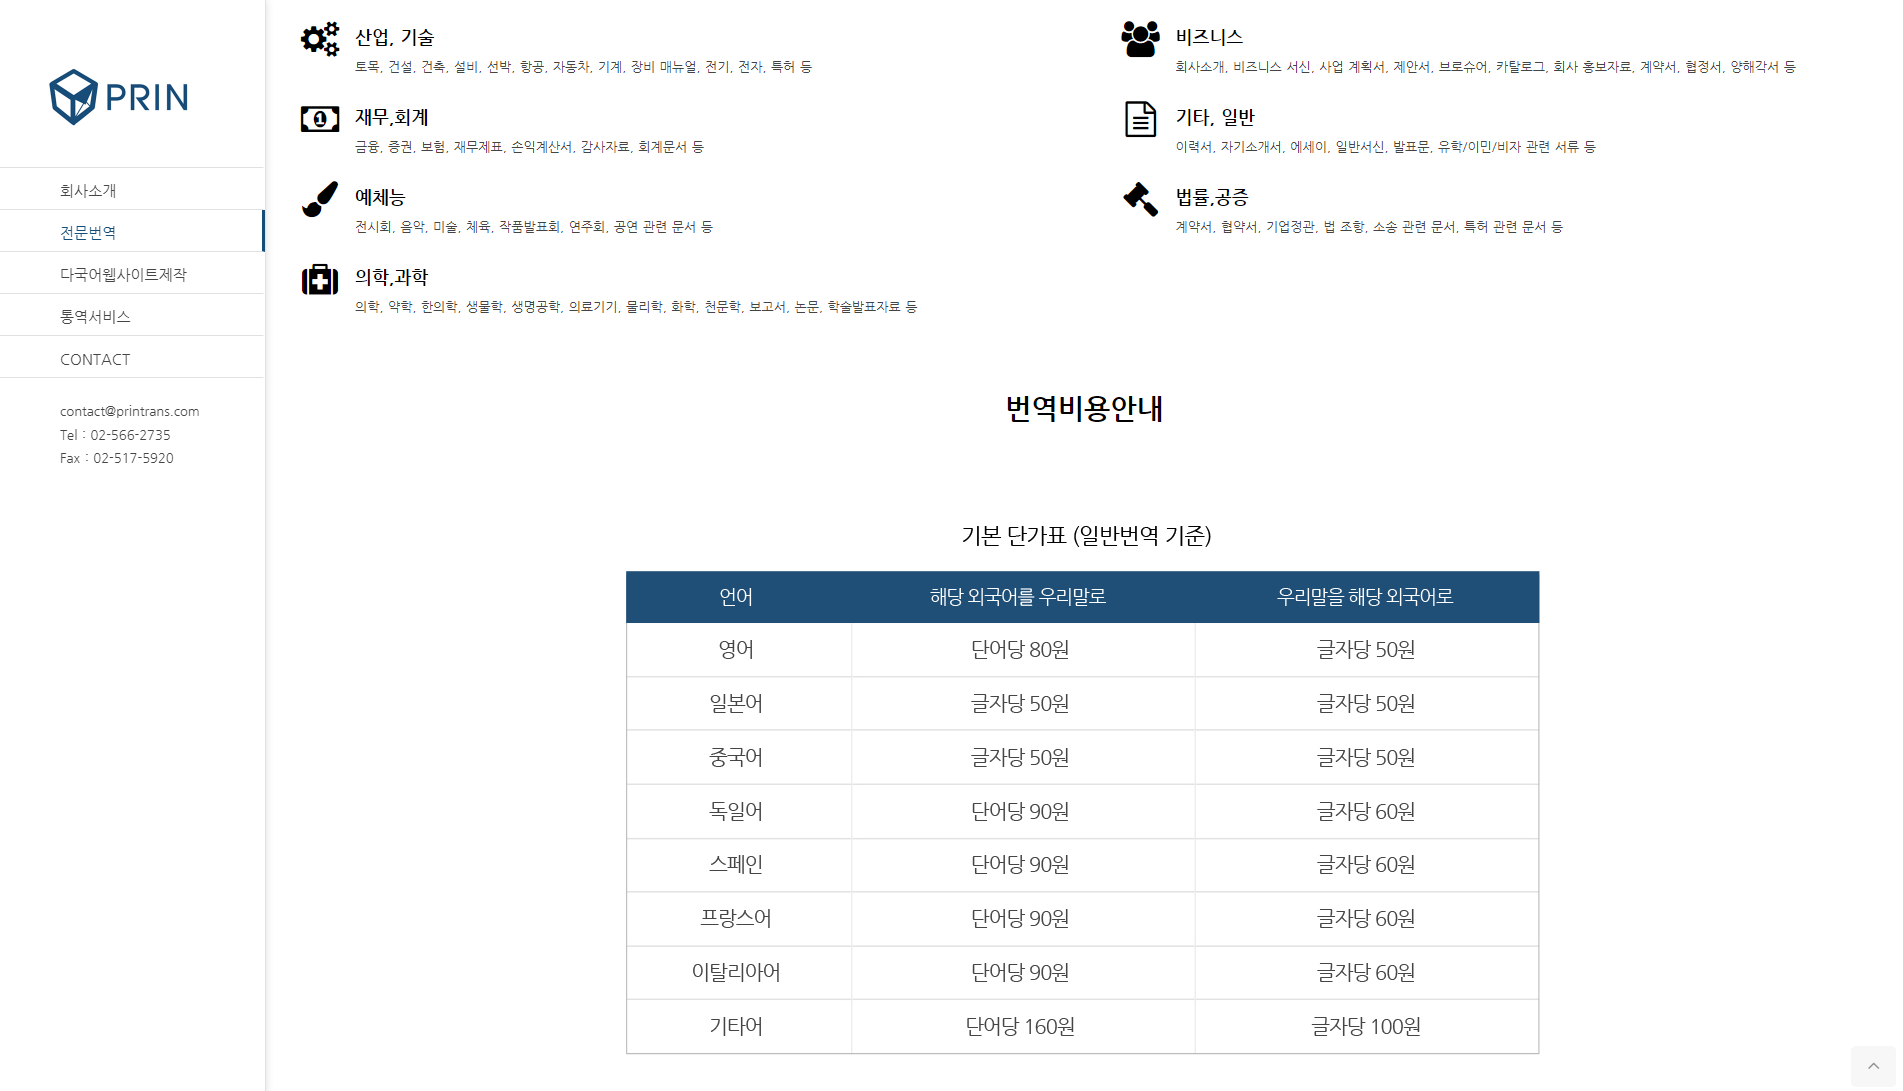 PRIN
회사소개
전문번역
다국어웹사이트제작
통역서비스
CONTACT
contact@printrans.com
Tel : 02-566-2735
Fax : 02-517-5920
산업, 기술
토목, 건설, 건축, 설비, 선박, 항공, 자동차, 기계, 장비 매뉴얼, 전기, 전자, 특허 등
비즈니스
회사소개, 비즈니스 서신, 사업 계획서, 제안서, 브로슈어, 카탈로그, 회사 홍보자료, 계약서, 협정서, 양해각서 등
재무,회계
금융, 증권, 보험, 재무제표, 손익계산서, 감사자료, 회계문서 등
기타, 일반
이력서, 자기소개서, 에세이, 일반서신, 발표문, 유학/이민/비자 관련 서류 등
예체능
전시회, 음악, 미술, 체육, 작품발표회, 연주회, 공연 관련 문서 등
법률,공증
계약서, 협약서, 기업정관, 법 조항, 소송 관련 문서, 특허 관련 문서 등
의학,과학
의학, 약학, 한의학, 생물학, 생명공학, 의료기기, 물리학, 화학, 천문학, 보고서, 논문, 학술발표자료 등
번역비용안내
기본 단가표 (일반번역 기준)
언어 해당 외국어를 우리말로 우리말을 해당 외국어로
영어 단어당 80원 글자당 50원
일본어 글자당 50원 글자당 50원
중국어 글자당 50원 글자당 50원
독일어 단어당 90원 글자당 60원
스페인 단어당 90원 글자당 60원
프랑스어 단어당 90원 글자당 60원
이탈리아어 단어당 90원 글자당 60원
기타어 단어당 160원 글자당 100원